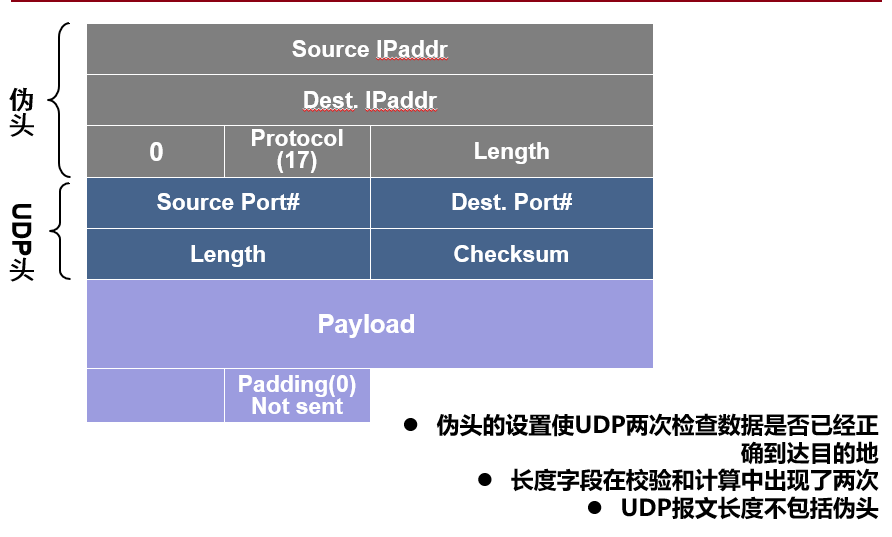 伪头
Source IPaddr
Dest. IPaddr
0
Protocol
(17)
Length
UDP头
Source Port#
Dest. Port#
Length
Checksum
Payload
Padding(0)
Not sent
● 伪头的设置使UDP两次检查数据是否已经正
确到达目的地
● 长度字段在校验和计算中出现了两次
● UDP报文长度不包括伪头